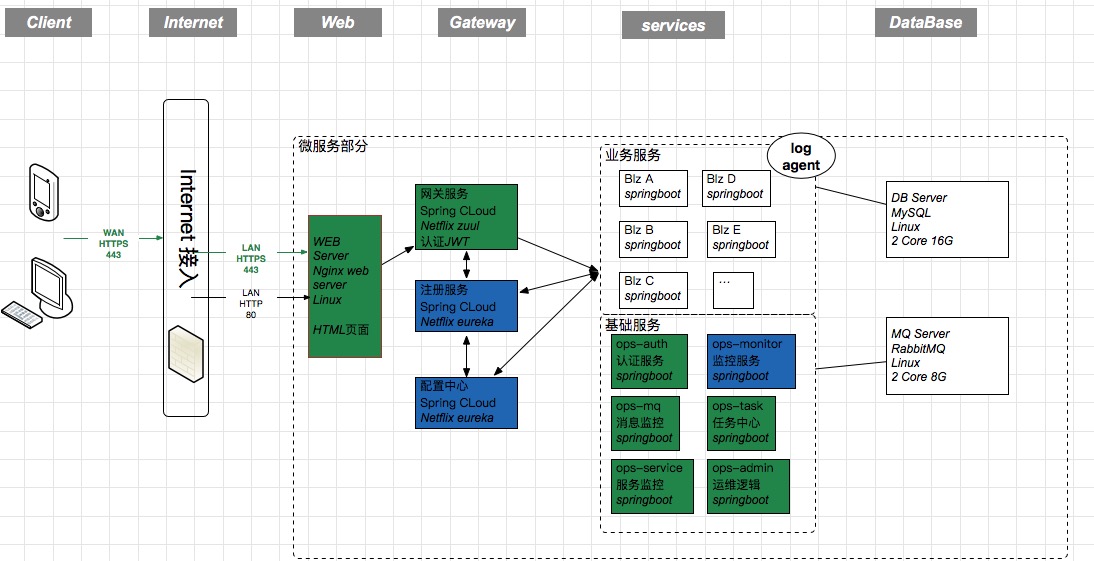 Client
Internet
Web
Gateway
services
DataBase
WAN
HTTPS
443
Internet 接入
LAN
HTTPS
443
LAN
HTTP
80
微服务部分
WEB
Server
Nginx web
server
Linux
HTML页面
网关服务
Spring CLoud
Netflix zuul
认证JWT
注册服务
Spring CLoud
Netflix eureka
配置中心
Spring CLoud
Netflix eureka
业务服务
log
agent
Blz A
springboot
Blz D
springboot
Blz B
springboot
Blz E
springboot
Blz C
springboot
...
基础服务
ops-auth
认证服务
springboot
ops-monitor
监控服务
springboot
ops-mq
消息监控
springboot
ops-task
任务中心
springboot
ops-service
服务监控
springboot
ops-admin
运维逻辑
springboot
DB Server
MySQL
Linux
2 Core 16G
MQ Server
RabbitMQ
Linux
2 Core 8G